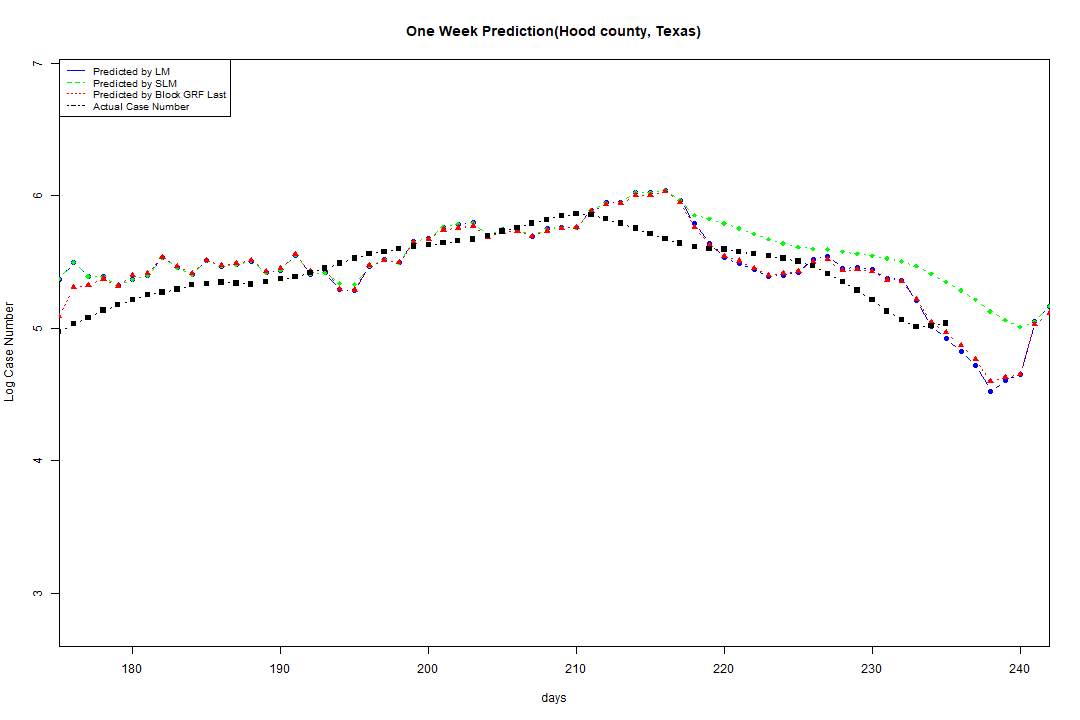 One Week Prediction(Hood county, Texas)
Predicted by LM
Predicted by SLM
Predicted by Block GRF Last
Actual Case Number
7
6
5
4
3
Log Case Number
180 190 200 210 220 230 240
days